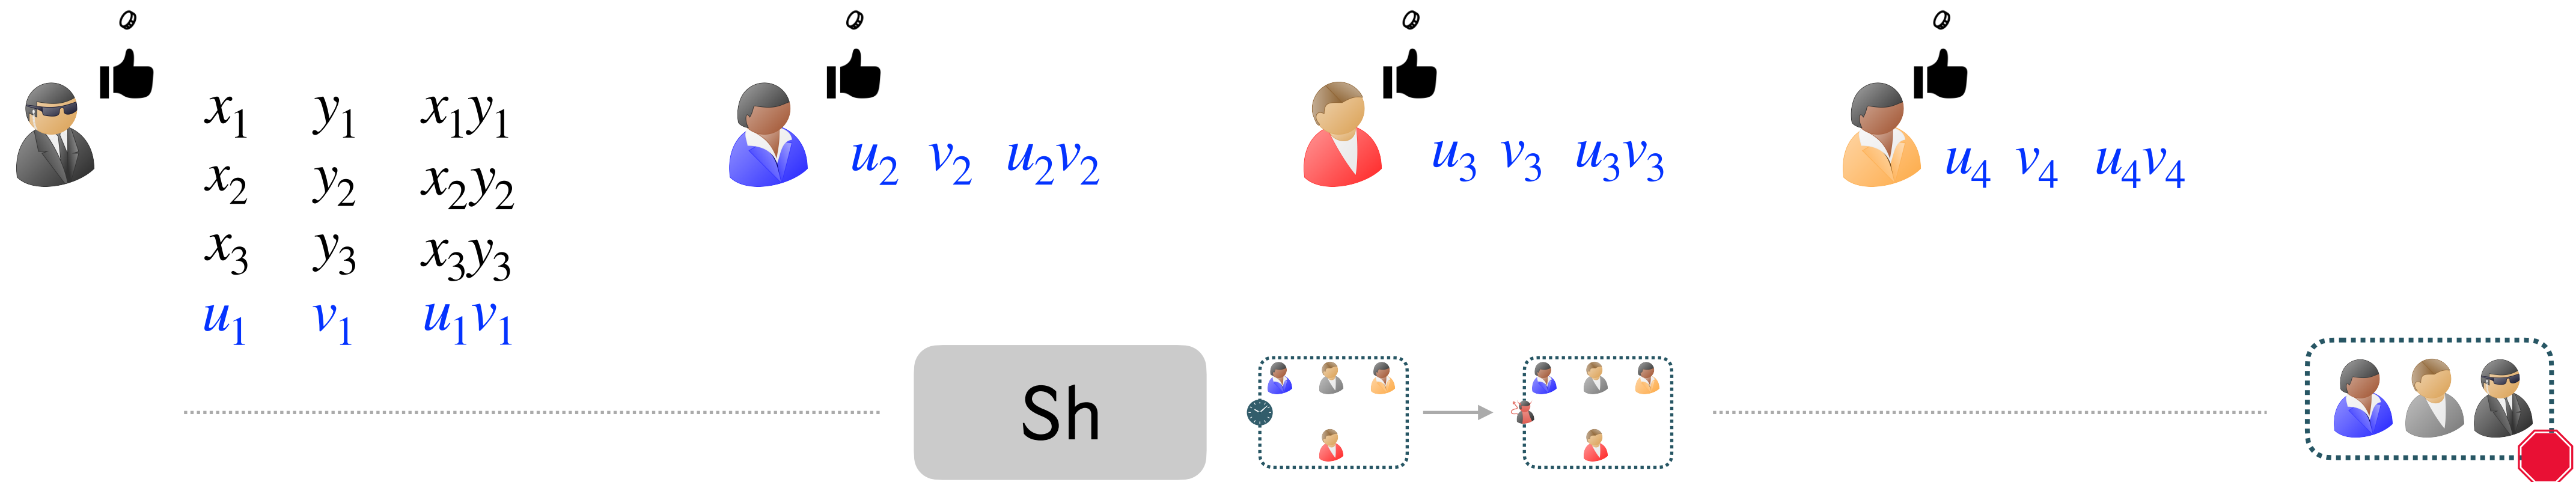 x₁ y₁ x₁y₁
x₂ y₂ x₂y₂
x₃ y₃ x₃y₃
u₁ v₁ u₁v₁
u₂ v₂ u₂v₂
u₃ v₃ u₃v₃
u₄ v₄ u₄v₄
Sh